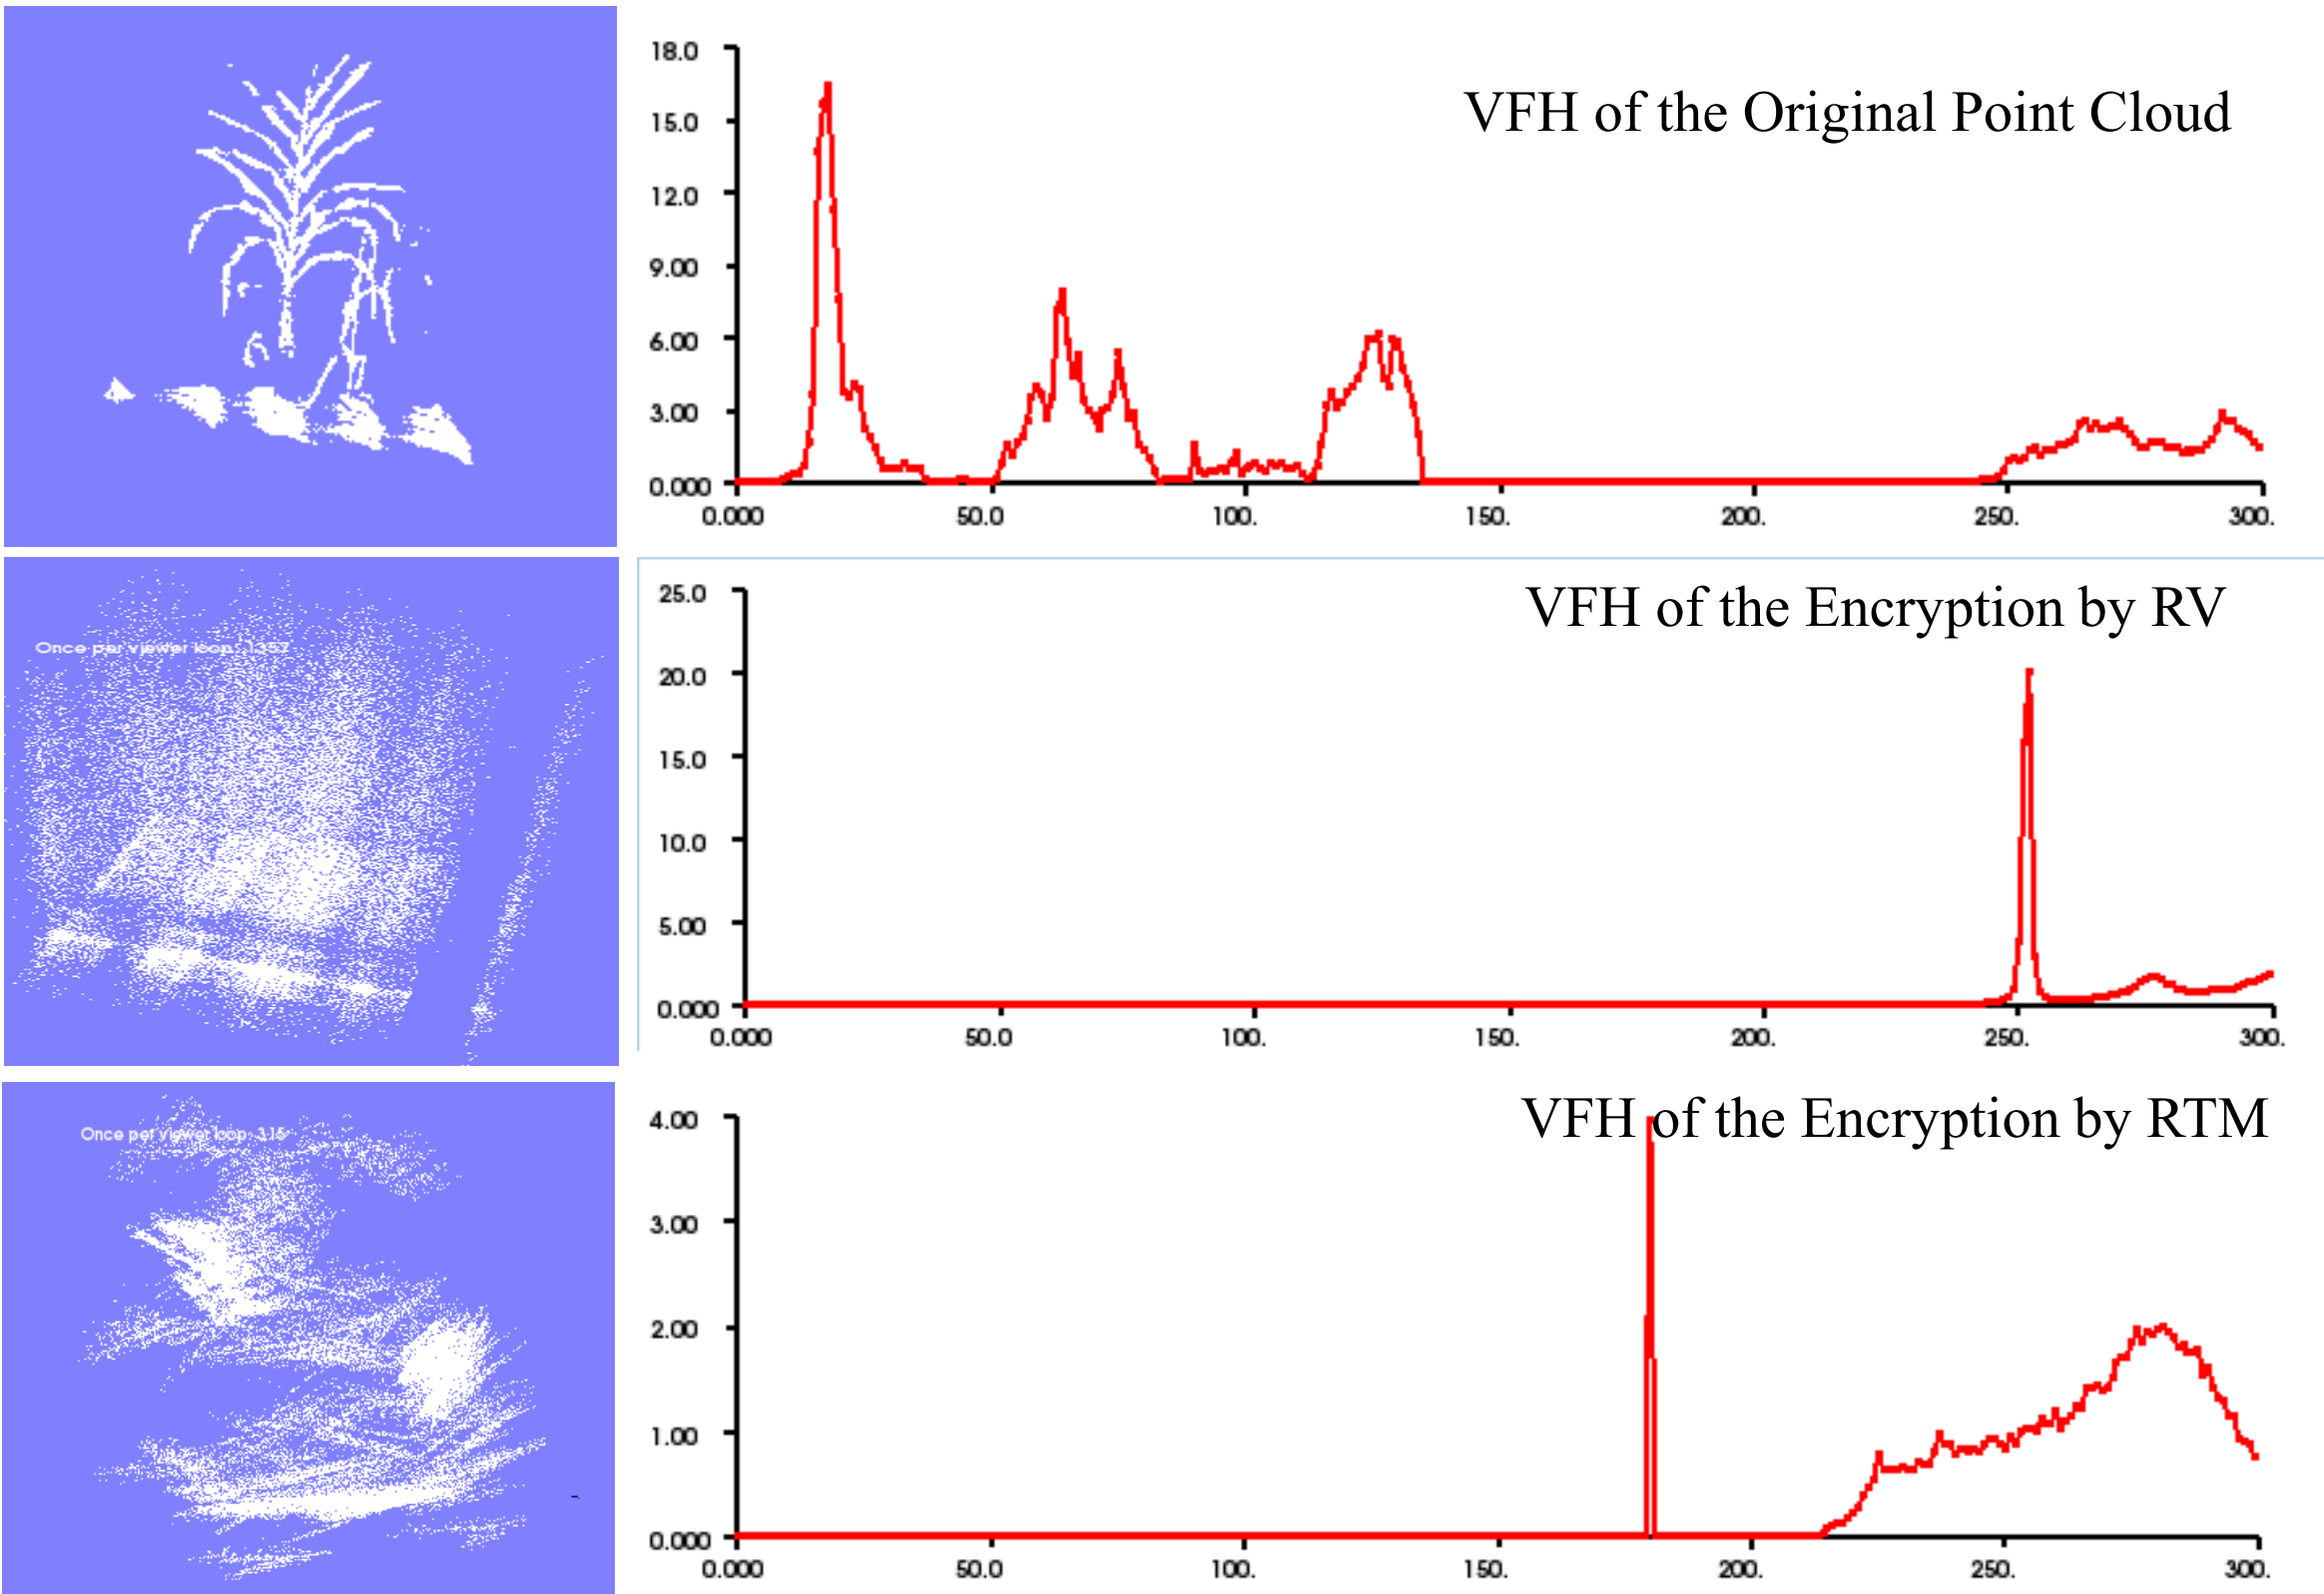 VFH of the Original Point Cloud
18.0
15.0
12.0
9.00
6.00
3.00
0.000
0.000 50.0 100. 150. 200. 250. 300.
Once per viewer loop: 1357
VFH of the Encryption by RV
25.0
20.0
15.0
10.0
5.00
0.000
0.000 50.0 100. 150. 200. 250. 300.
Once per viewer loop: 315
VFH of the Encryption by RTM
4.00
3.00
2.00
1.00
0.000
0.000 50.0 100. 150. 200. 250. 300.